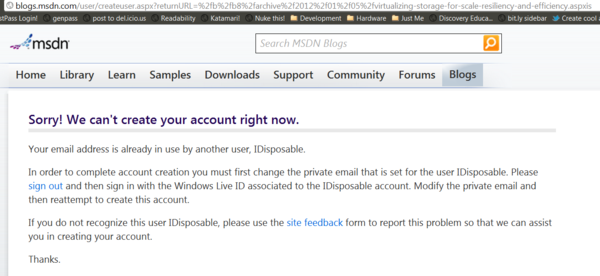 blogs.msdn.com/user/createuser.aspx?returnURL=%2fb%2fb8%2farchive%2f2012%2f01%2f05%2fvirtualizing-storage-for-scale-resiliency-and-efficiency.aspxis
stPass Login! genpass post to del.icio.us Readability Katamari! Nuke this! Development Hardware Just My Disqus Discovery Educa... bit.ly sidebar Create cool
msdn Search MSDN Blogs
Home Library Learn Samples Downloads Support Community Forums Blogs
Sorry! We can't create your account right now.
Your email address is already in use by another user, IDisposable.
In order to complete account creation you must first change the private email that is set for the user IDisposable. Please
sign out and then sign in with the Windows Live ID associated to the IDisposable account. Modify the private email and
then reattempt to create this account.
If you do not recognize this user IDisposable, please use the site feedback form to report this problem so that we can assist
you in creating your account.
Thanks.